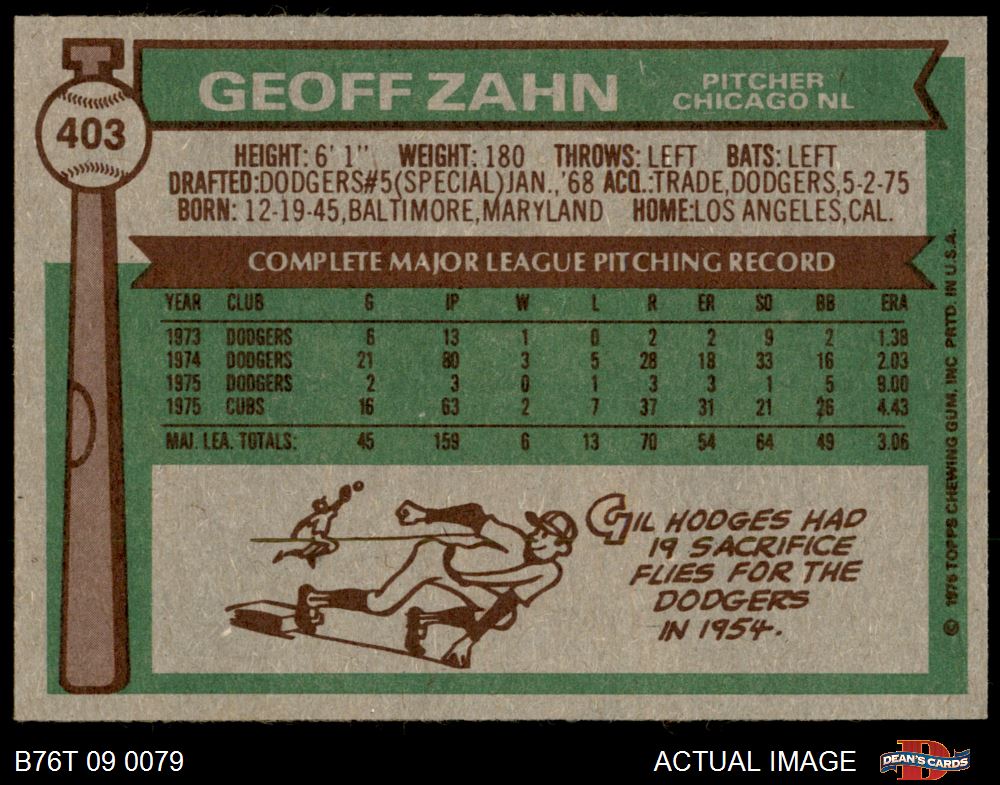 GEOFF ZAHN
PITCHER
CHICAGO NL
403
HEIGHT: 6' 1" WEIGHT: 180 THROWS: LEFT BATS: LEFT
DRAFTED:DODGERS#5(SPECIAL)JAN.,'68 ACQ.:TRADE,DODGERS,5-2-75
BORN: 12-19-45,BALTIMORE,MARYLAND HOME:LOS ANGELES,CAL.
COMPLETE MAJOR LEAGUE PITCHING RECORD
YEAR CLUB G IP W L R ER SO BB ERA
1973 DODGERS 6 13 1 0 2 2 9 2 1.38
1974 DODGERS 21 80 3 5 28 18 33 16 2.03
1975 DODGERS 2 3 0 1 3 3 1 5 9.00
1975 CUBS 16 63 2 7 37 31 21 26 4.43
MAJ. LEA. TOTALS: 45 159 6 13 70 54 64 49 3.06
GIL HODGES HAD
19 SACRIFICE
FLIES FOR THE
DODGERS
IN 1954.
© 1976 TOPPS CHEWING GUM, INC PRTD. IN U.S.A.
B76T 09 0079
ACTUAL IMAGE
DEAN'S CARDS